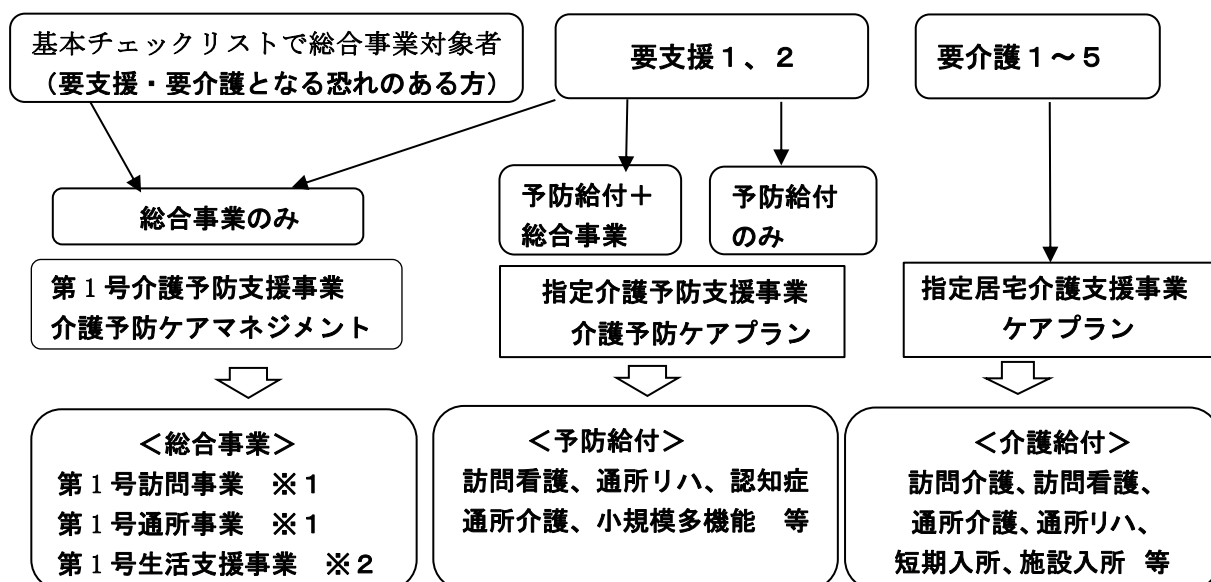 基本チェックリストで総合事業対象者
（要支援・要介護となる恐れのある方）
要支援１、２
要介護１～５
総合事業のみ
予防給付＋
総合事業
予防給付
のみ
第１号介護予防支援事業
介護予防ケアマネジメント
指定介護予防支援事業
介護予防ケアプラン
指定居宅介護支援事業
ケアプラン
＜総合事業＞
第１号訪問事業　※１
第１号通所事業　※１
第１号生活支援事業　※２
＜予防給付＞
訪問看護、通所リハ、認知症
通所介護、小規模多機能　等
＜介護給付＞
訪問介護、訪問看護、
通所介護、通所リハ、
短期入所、施設入所　等